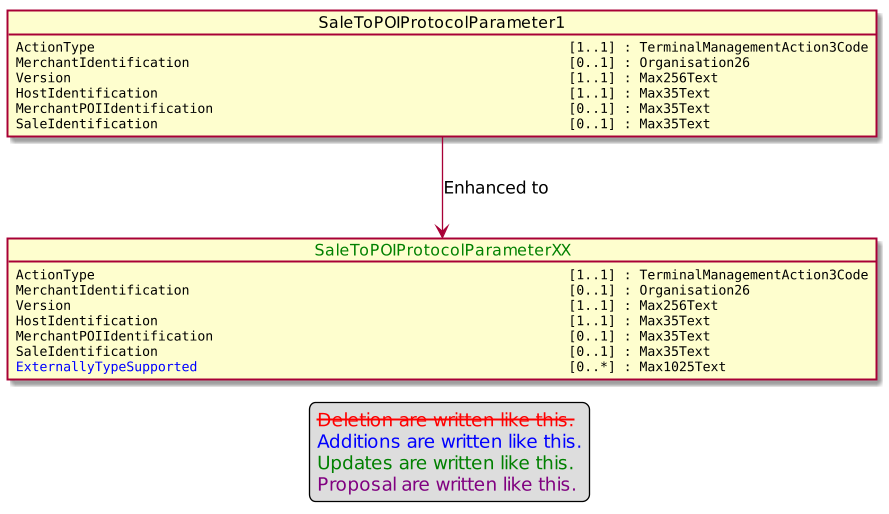 SaleToPOIProtocolParameter1
ActionType [1..1] : TerminalManagementAction3Code
MerchantIdentification [0..1] : Organisation26
Version [1..1] : Max256Text
HostIdentification [1..1] : Max35Text
MerchantPOIIdentification [0..1] : Max35Text
SaleIdentification [0..1] : Max35Text
Enhanced to
SaleToPOIProtocolParameterXX
ActionType [1..1] : TerminalManagementAction3Code
MerchantIdentification [0..1] : Organisation26
Version [1..1] : Max256Text
HostIdentification [1..1] : Max35Text
MerchantPOIIdentification [0..1] : Max35Text
SaleIdentification [0..1] : Max35Text
ExternallyTypeSupported [0..*] : Max1025Text
Deletion are written like this.
Additions are written like this.
Updates are written like this.
Proposal are written like this.